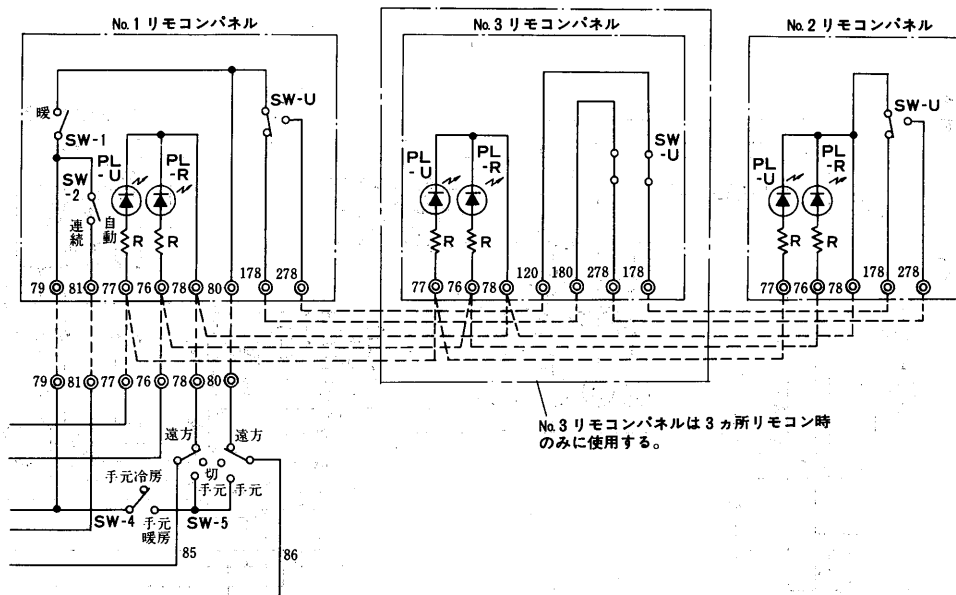 No.1 リモコンパネル
No.3 リモコンパネル
No.2 リモコンパネル
暖
SW-1
SW
-2
連続
自動
PL
-U
PL
-R
R
R
SW-U
79
81
77
76
78
80
178
278
PL
-U
PL
-R
R
R
SW
-U
77
76
78
120
180
278
178
PL
-U
PL
-R
R
R
SW-U
77
76
78
178
278
79
81
77
76
78
80
遠方
遠方
手元冷房
切
手元
手元
SW-4
手元
暖房
SW-5
85
86
No.3 リモコンパネルは 3 ヵ所リモコン時
のみに使用する。